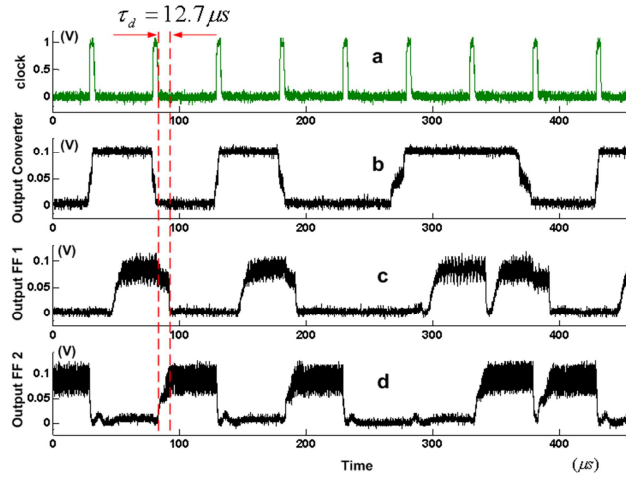 τd = 12.7 μs
(V)
clock
1
0.5
0
a
0 100 200 300 400
(V)
Output Converter
0.1
0.05
0
b
0 100 200 300 400
(V)
Output FF 1
0.1
0.05
0
c
0 100 200 300 400
(V)
Output FF 2
0.1
0.05
0
d
0 100 200 300 400
Time (μs)